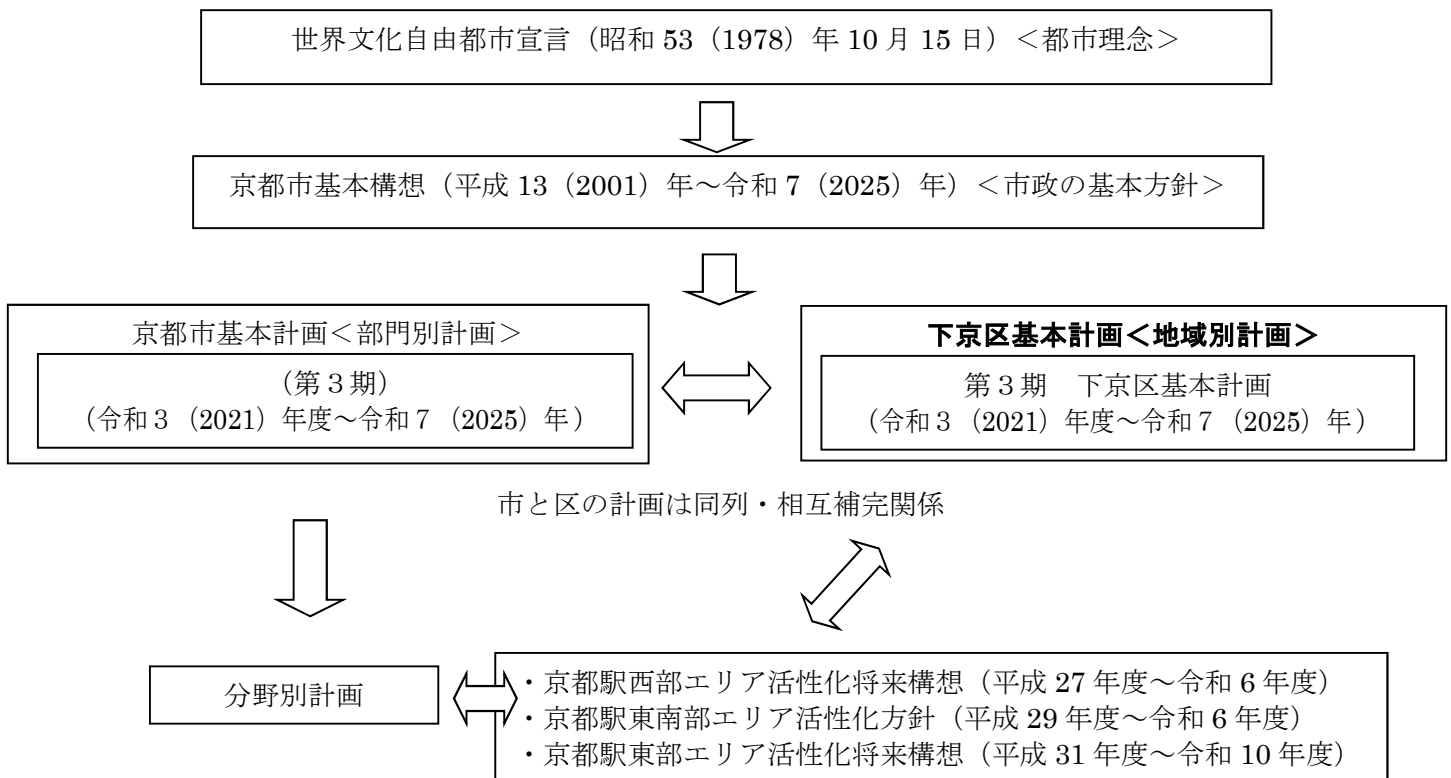 世界文化自由都市宣言（昭和 53（1978）年 10 月 15 日）＜都市理念＞
京都市基本構想（平成 13（2001）年～令和 7（2025）年）＜市政の基本方針＞
京都市基本計画＜部門別計画＞
（第３期）
（令和３（2021）年度～令和７（2025）年）
下京区基本計画＜地域別計画＞
第３期　下京区基本計画
（令和３（2021）年度～令和７（2025）年）
市と区の計画は同列・相互補完関係
分野別計画
・京都駅西部エリア活性化将来構想（平成 27 年度～令和 6 年度）
・京都駅東南部エリア活性化方針（平成 29 年度～令和 6 年度）
・京都駅東部エリア活性化将来構想（平成 31 年度～令和 10 年度）